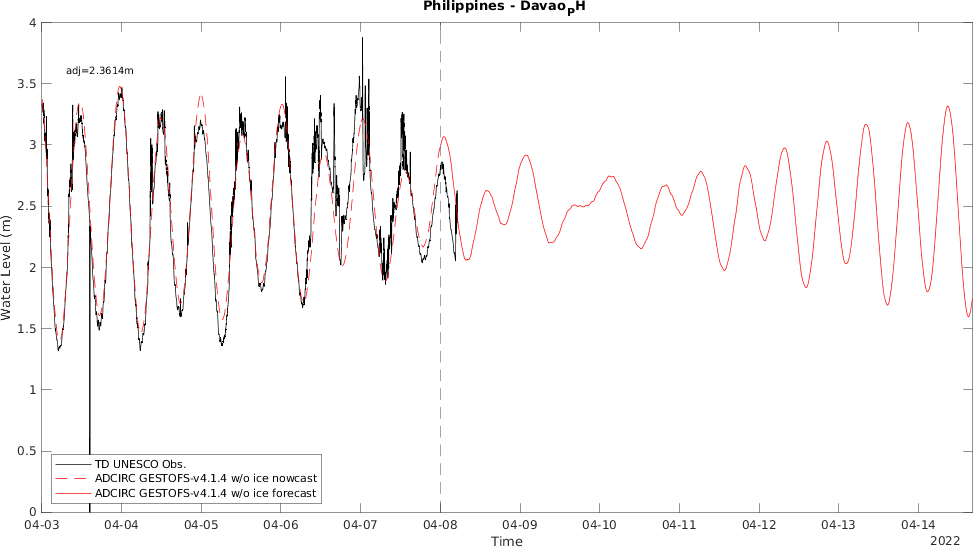 Philippines - Davao_pH
adj=2.3614m
4
3.5
3
2.5
2
1.5
1
0.5
0
Water Level (m)
TD UNESCO Obs.
ADCIRC GESTOFS-v4.1.4 w/o ice nowcast
ADCIRC GESTOFS-v4.1.4 w/o ice forecast
04-03 04-04 04-05 04-06 04-07 04-08 04-09 04-10 04-11 04-12 04-13 04-14
Time
2022